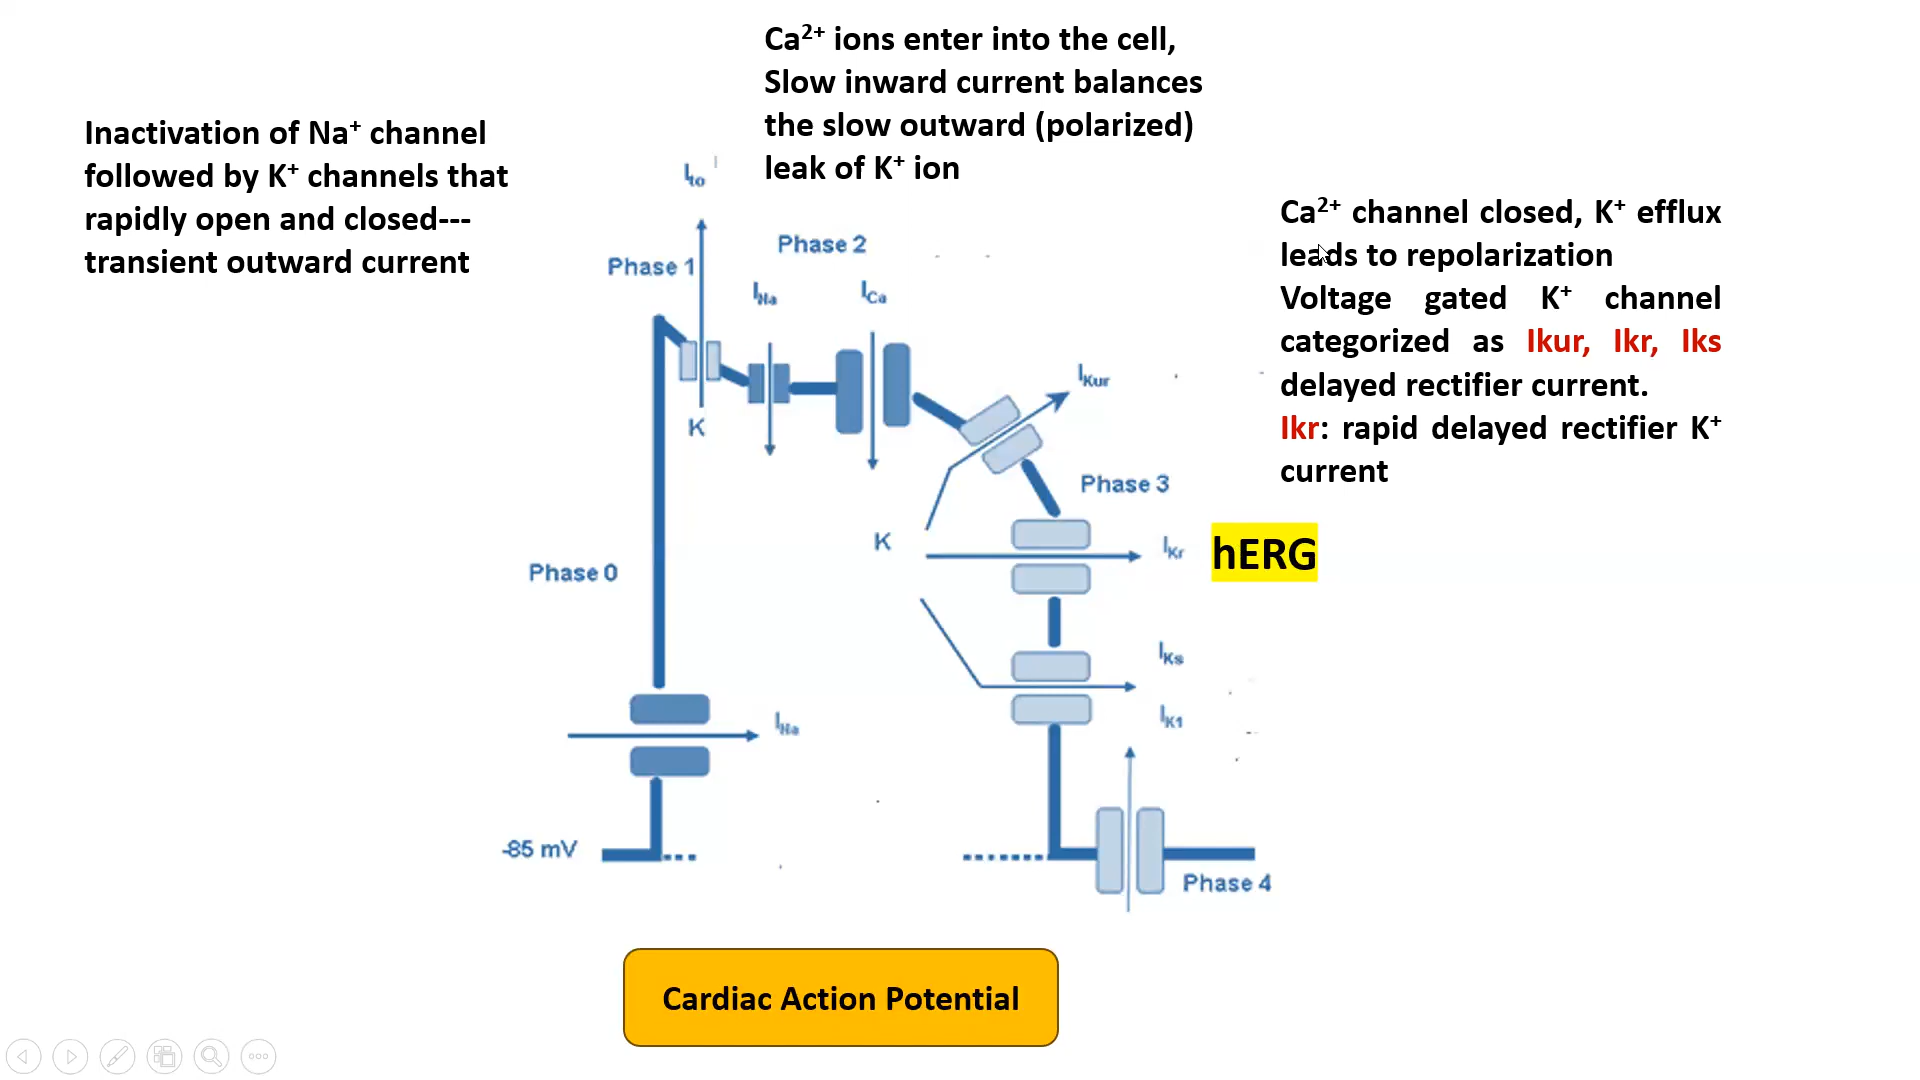 Ca²⁺ ions enter into the cell,
Slow inward current balances
the slow outward (polarized)
leak of K⁺ ion
Inactivation of Na⁺ channel
followed by K⁺ channels that
rapidly open and closed---
transient outward current
Ca²⁺ channel closed, K⁺ efflux
leads to repolarization
Voltage gated K⁺ channel
categorized as Ikur, Ikr, Iks
delayed rectifier current.
Ikr: rapid delayed rectifier K⁺
current
Ito
Phase 1
Phase 2
INa
ICa
K
IKur
Phase 3
K
IKr
hERG
Phase 0
IKs
IK1
INa
-85 mV
Phase 4
Cardiac Action Potential